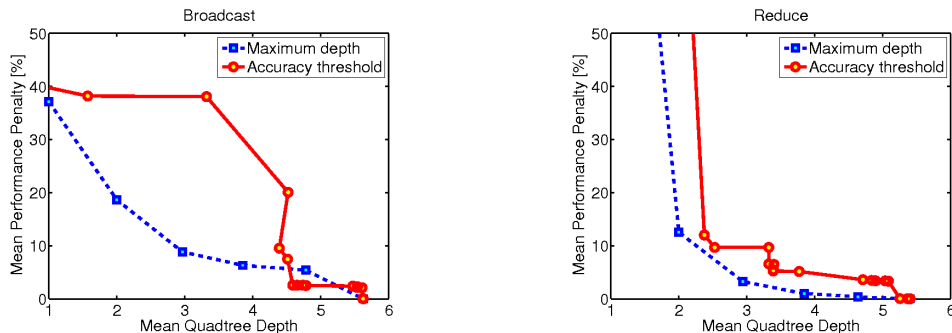 Broadcast
50
40
30
20
10
0
1
2
3
4
5
6
Mean Performance Penalty [%]
Mean Quadtree Depth
Maximum depth
Accuracy threshold
Reduce
50
40
30
20
10
0
1
2
3
4
5
6
Mean Performance Penalty [%]
Mean Quadtree Depth
Maximum depth
Accuracy threshold